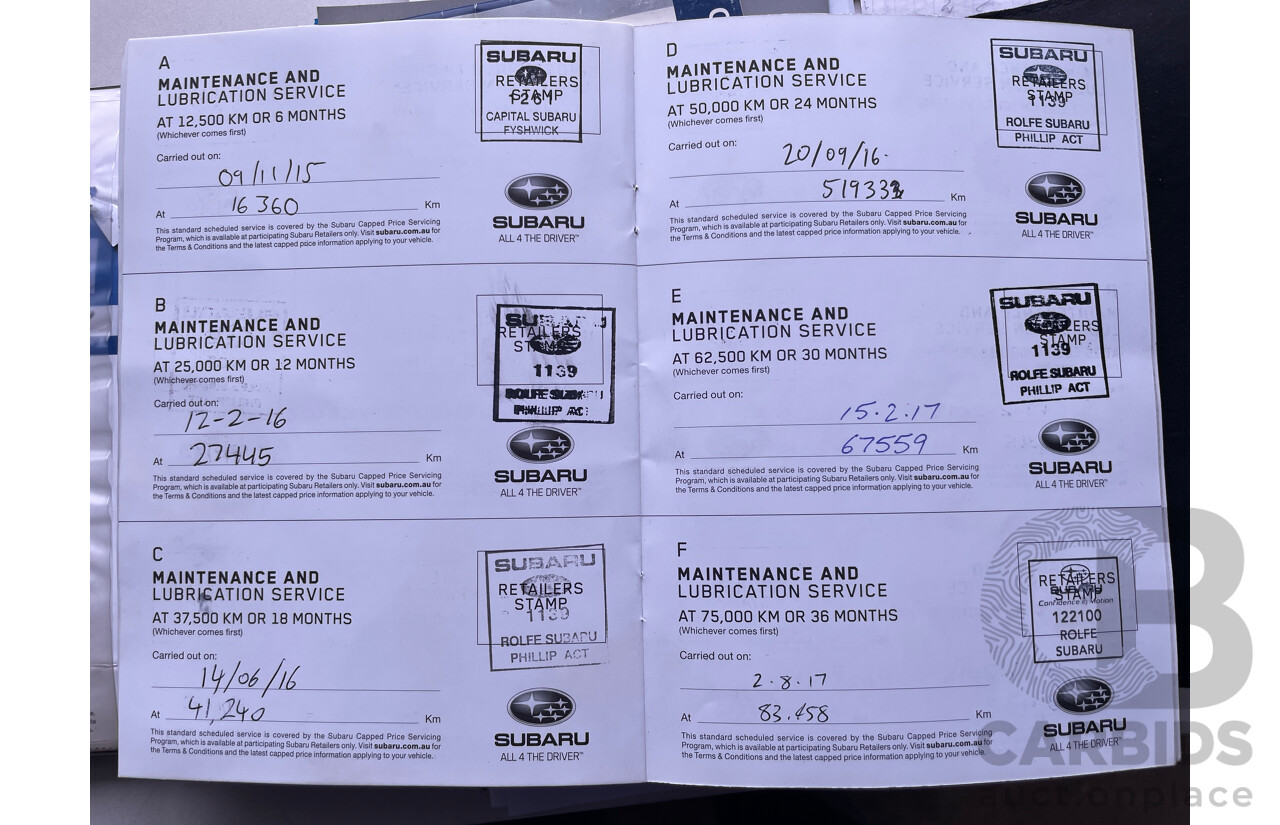 A
MAINTENANCE AND
LUBRICATION SERVICE
AT 12,500 KM OR 6 MONTHS
(Whichever comes first)
Carried out on:
09/11/15
At 16 360 Km
This standard scheduled service is covered by the Subaru Capped Price Servicing
Program, which is available at participating Subaru Retailers only. Visit subaru.com.au for
the Terms & Conditions and the latest capped price information applying to your vehicle.
SUBARU
RETAILERS
STAMP
CAPITAL SUBARU
FYSHWICK
SUBARU
ALL 4 THE DRIVER™
B
MAINTENANCE AND
LUBRICATION SERVICE
AT 25,000 KM OR 12 MONTHS
(Whichever comes first)
Carried out on:
12-2-16
At 27445 Km
This standard scheduled service is covered by the Subaru Capped Price Servicing
Program, which is available at participating Subaru Retailers only. Visit subaru.com.au for
the Terms & Conditions and the latest capped price information applying to your vehicle.
SUBARU
RETAILERS
STAMP
1139
ROLFE SUBARU
PHILLIP ACT
SUBARU
ALL 4 THE DRIVER™
C
MAINTENANCE AND
LUBRICATION SERVICE
AT 37,500 KM OR 18 MONTHS
(Whichever comes first)
Carried out on:
14/06/16
At 41,240 Km
This standard scheduled service is covered by the Subaru Capped Price Servicing
Program, which is available at participating Subaru Retailers only. Visit subaru.com.au for
the Terms & Conditions and the latest capped price information applying to your vehicle.
SUBARU
RETAILERS
STAMP
1139
ROLFE SUBARU
PHILLIP ACT
SUBARU
ALL 4 THE DRIVER™
D
MAINTENANCE AND
LUBRICATION SERVICE
AT 50,000 KM OR 24 MONTHS
(Whichever comes first)
Carried out on:
20/09/16.
At Km
This standard scheduled service is covered by the Subaru Capped Price Servicing
Program, which is available at participating Subaru Retailers only. Visit subaru.com.au for
the Terms & Conditions and the latest capped price information applying to your vehicle.
SUBARU
RETAILERS
STAMP
1139
ROLFE SUBARU
PHILLIP ACT
SUBARU
ALL 4 THE DRIVER™
E
MAINTENANCE AND
LUBRICATION SERVICE
AT 62,500 KM OR 30 MONTHS
(Whichever comes first)
Carried out on:
15.2.17
At 67559 Km
This standard scheduled service is covered by the Subaru Capped Price Servicing
Program, which is available at participating Subaru Retailers only. Visit subaru.com.au for
the Terms & Conditions and the latest capped price information applying to your vehicle.
SUBARU
RETAILERS
STAMP
1139
ROLFE SUBARU
PHILLIP ACT
SUBARU
ALL 4 THE DRIVER™
F
MAINTENANCE AND
LUBRICATION SERVICE
AT 75,000 KM OR 36 MONTHS
(Whichever comes first)
Carried out on:
2.8.17
At 83.458 Km
This standard scheduled service is covered by the Subaru Capped Price Servicing
Program, which is available at participating Subaru Retailers only. Visit subaru.com.au for
the Terms & Conditions and the latest capped price information applying to your vehicle.
RETAILERS
SUBARU
STAMP
Confidence in Motion
122100
ROLFE
SUBARU
SUBARU
ALL 4 THE DRIVER™
CARBIDS
auctionplace